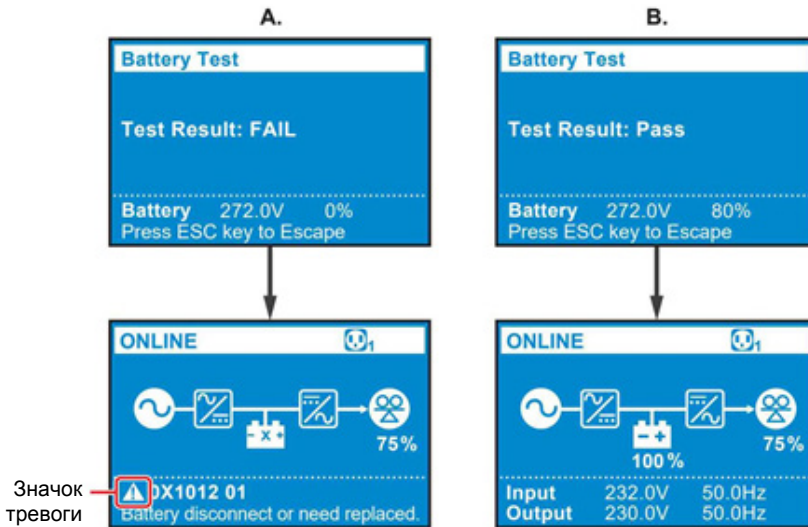 A.
Battery Test
Test Result: FAIL
Battery 272.0V 0%
Press ESC key to Escape
ONLINE 1
75%
0X1012 01
Battery disconnect or need replaced.
Значок
тревоги
B.
Battery Test
Test Result: Pass
Battery 272.0V 80%
Press ESC key to Escape
ONLINE 1
75%
100%
Input 232.0V 50.0Hz
Output 230.0V 50.0Hz